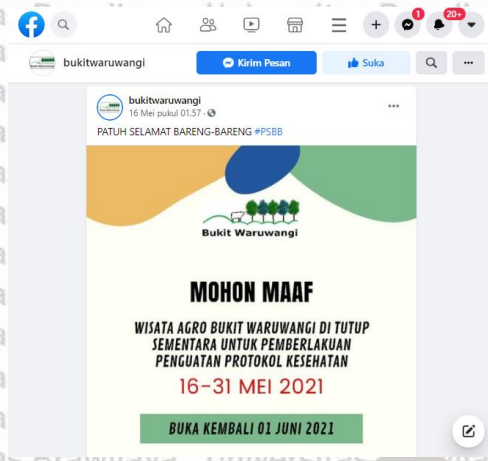 1
20+
bukitwaruwangi
Kirim Pesan
Suka
bukitwaruwangi
16 Mei pukul 01.57
PATUH SELAMAT BARENG-BARENG #PSBB
Bukit Waruwangi
MOHON MAAF
WISATA AGRO BUKIT WARUWANGI DI TUTUP
SEMENTARA UNTUK PEMBERLAKUAN
PENGUATAN PROTOKOL KESEHATAN
16-31 MEI 2021
BUKA KEMBALI 01 JUNI 2021